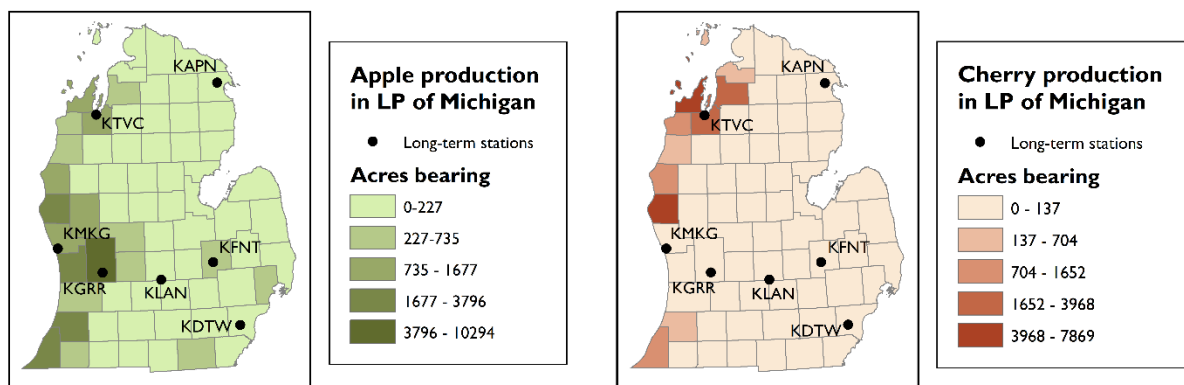 KAPN
KTVC
KMKG
KFNT
KGRR
KLAN
KDTW
Apple production
in LP of Michigan
Long-term stations
Acres bearing
0-227
227-735
735 - 1677
1677 - 3796
3796 - 10294
KAPN
KTVC
KMKG
KFNT
KGRR
KLAN
KDTW
Cherry production
in LP of Michigan
Long-term stations
Acres bearing
0 - 137
137 - 704
704 - 1652
1652 - 3968
3968 - 7869